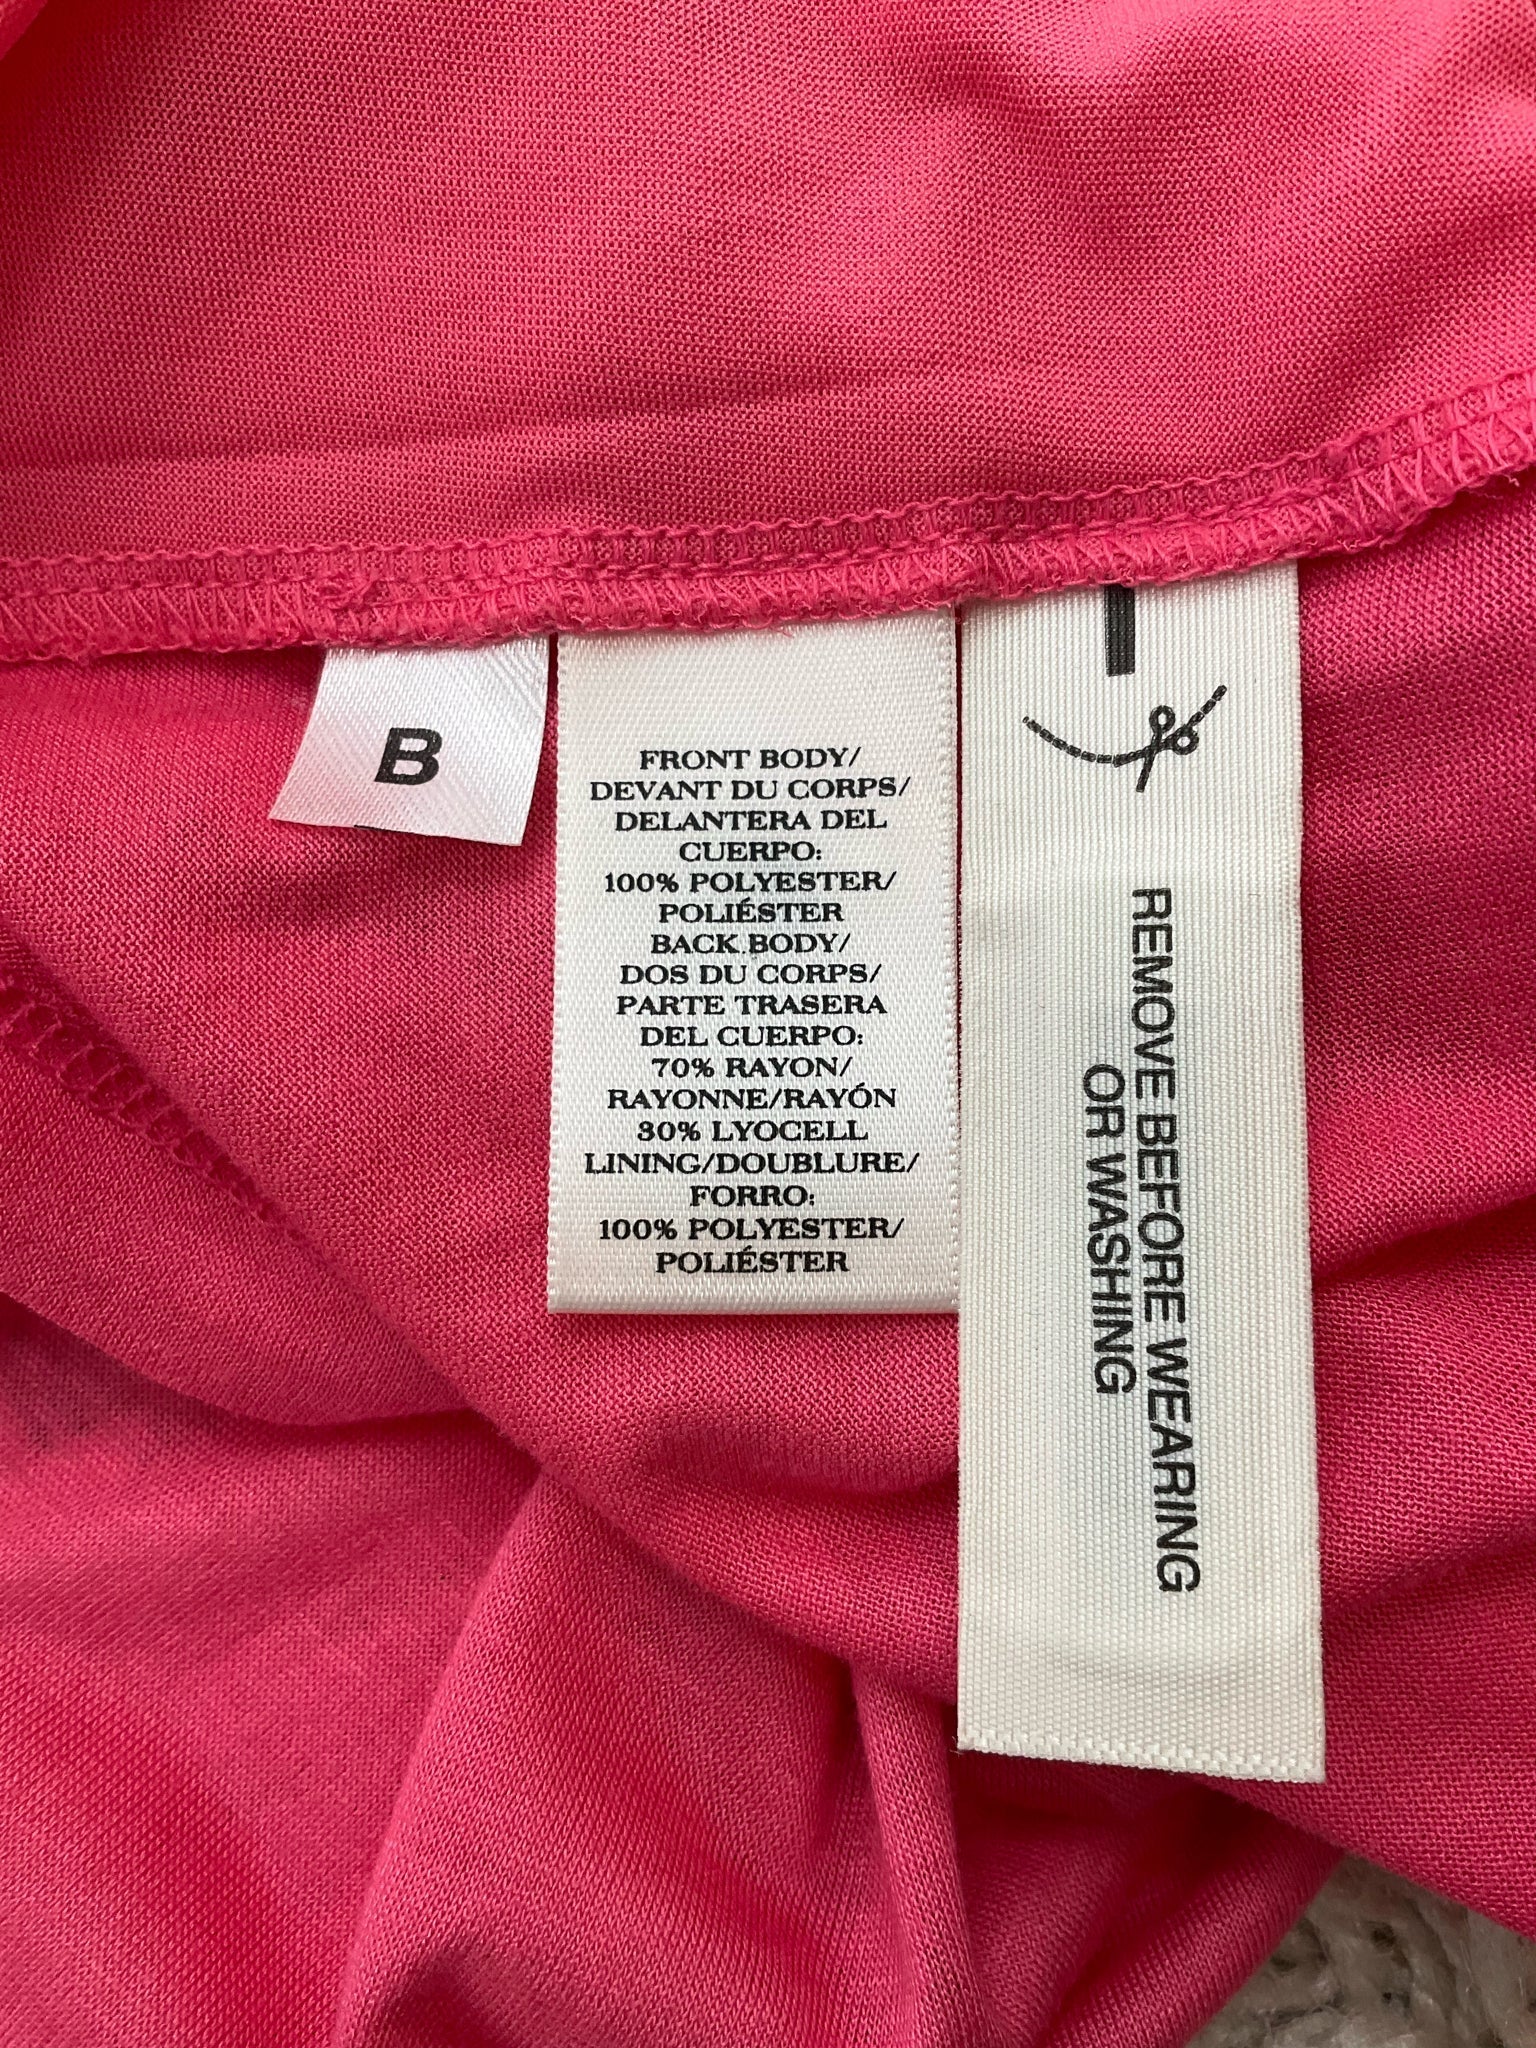 B
FRONT BODY/
DEVANT DU CORPS/
DELANTERA DEL
CUERPO:
100% POLYESTER/
POLIÉSTER
BACK BODY/
DOS DU CORPS/
PARTE TRASERA
DEL CUERPO:
70% RAYON/
RAYONNE/RAYÓN
30% LYOCELL
LINING/DOUBLURE/
FORRO:
100% POLYESTER/
POLIÉSTER
REMOVE BEFORE WEARING
OR WASHING